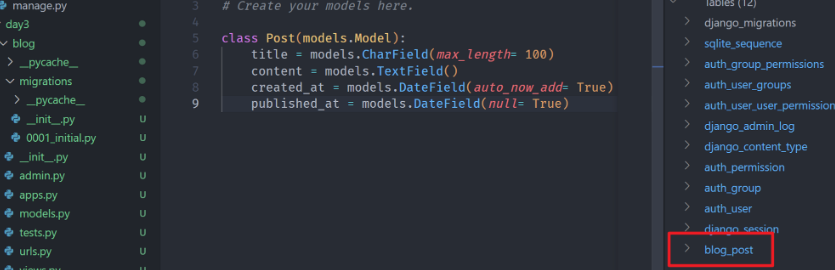 manage.py
day3
blog
__pycache__
migrations
__pycache__
__init__.py U
0001_initial.py U
__init__.py U
admin.py U
apps.py U
models.py U
tests.py U
urls.py U
views.py U
3 # Create your models here.
4
5 class Post(models.Model):
6 title = models.CharField(max_length= 100)
7 content = models.TextField()
8 created_at = models.DateField(auto_now_add= True)
9 published_at = models.DateField(null= True)
Tables (12)
django_migrations
sqlite_sequence
auth_group_permissions
auth_user_groups
auth_user_user_permission
django_admin_log
django_content_type
auth_permission
auth_group
auth_user
django_session
blog_post